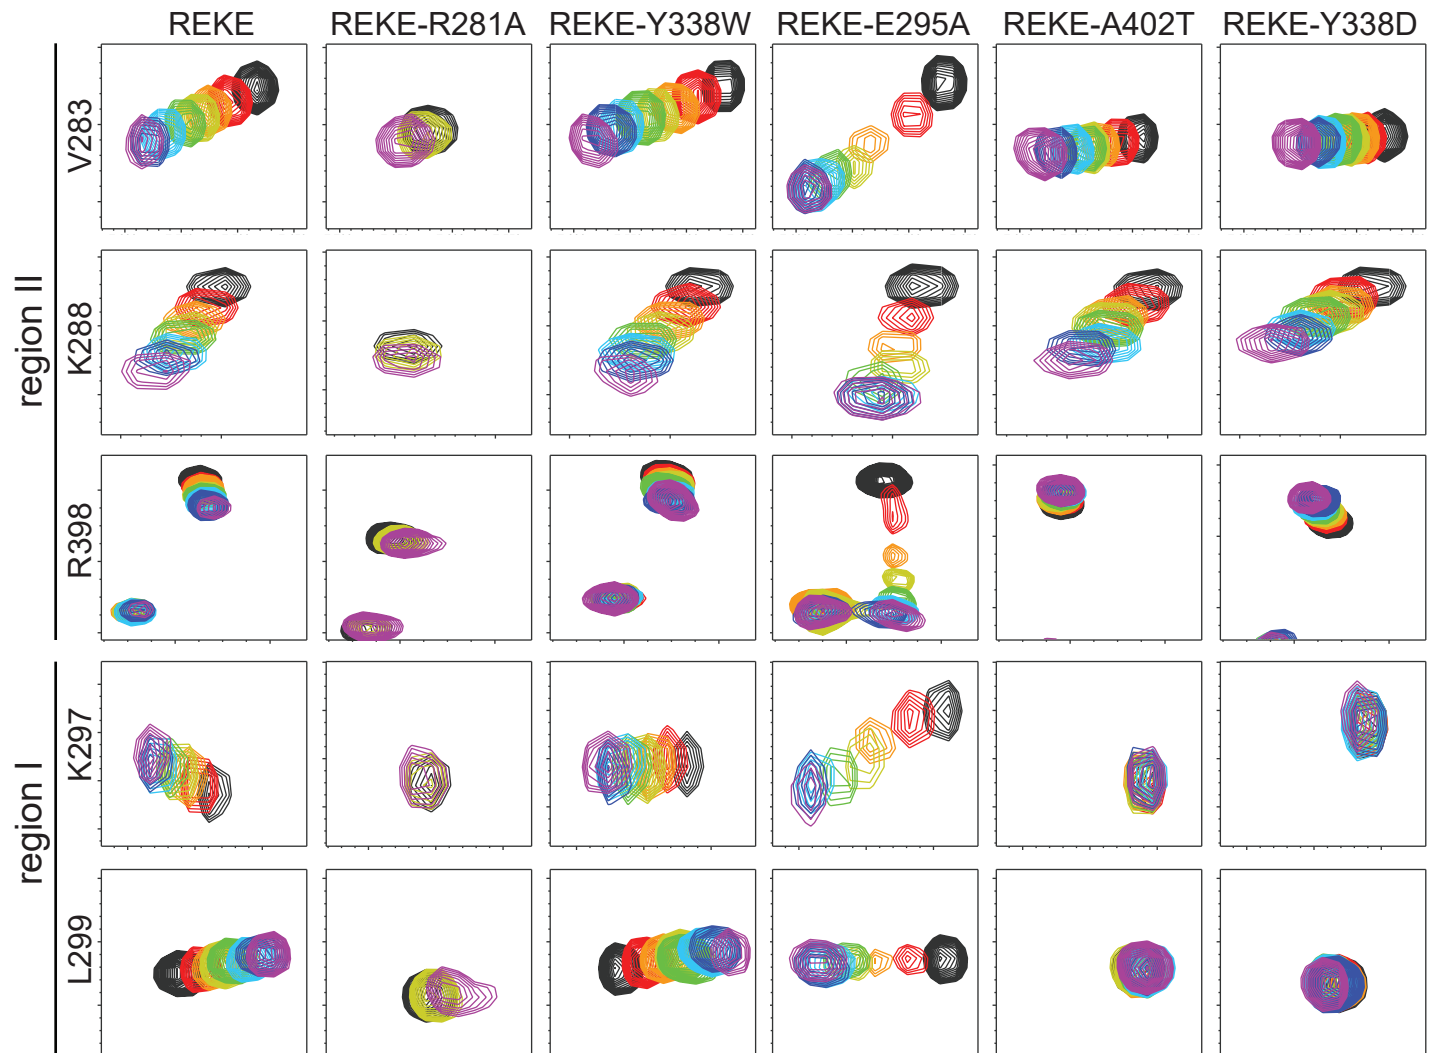 REKE REKE-R281A REKE-Y338W REKE-E295A REKE-A402T REKE-Y338D
region II
V283
K288
R398
region I
K297
L299